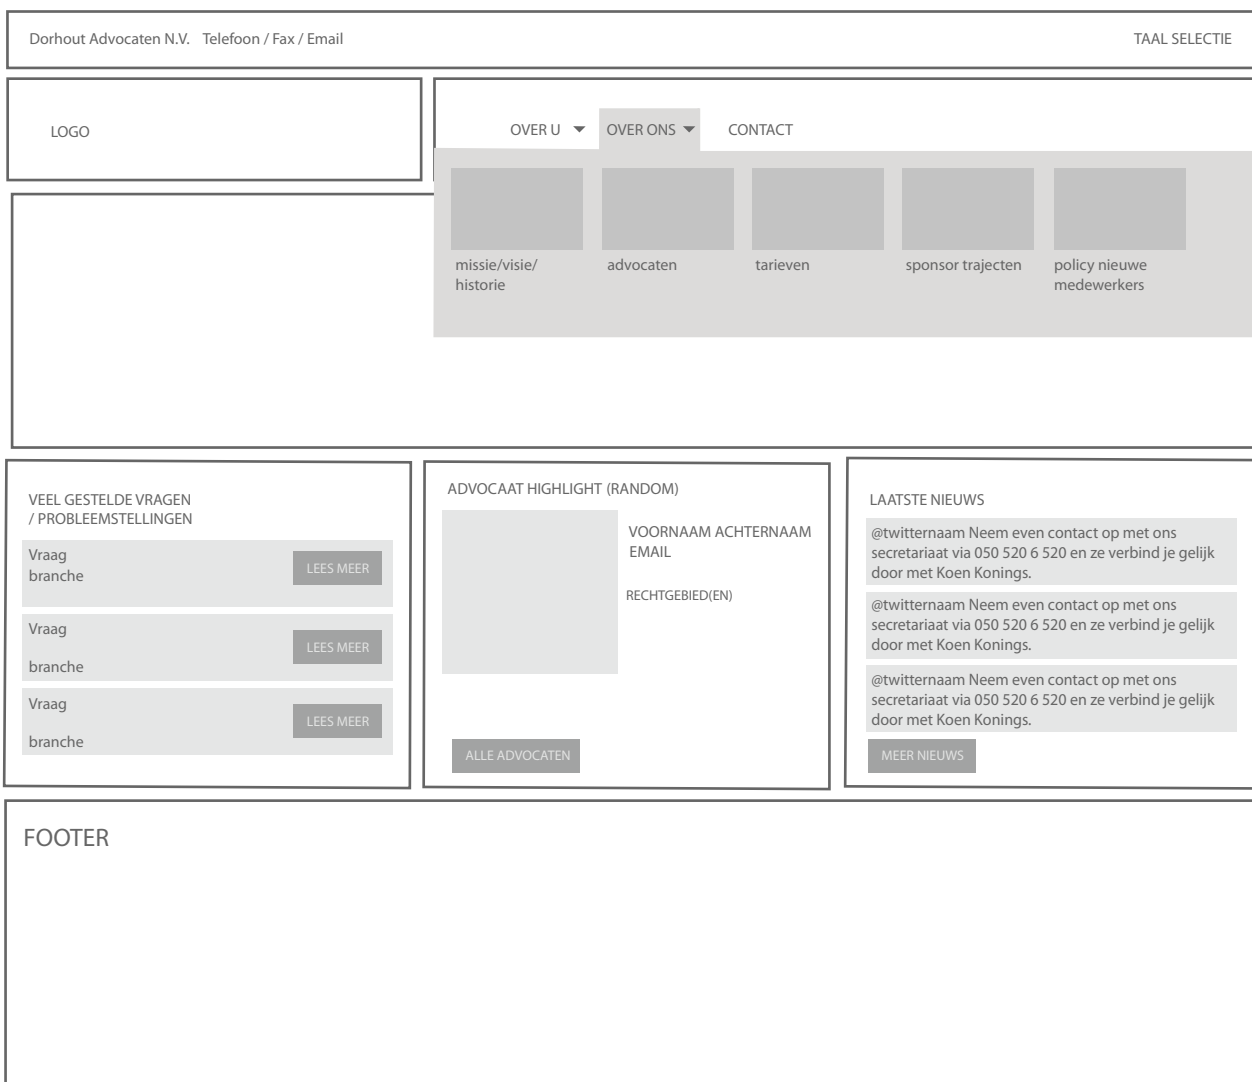 Dorhout Advocaten N.V. Telefoon / Fax / Email
TAAL SELECTIE
LOGO
OVER U
OVER ONS
CONTACT
missie/visie/
historie
advocaten
tarieven
sponsor trajecten
policy nieuwe
medewerkers
VEEL GESTELDE VRAGEN
/ PROBLEEMSTELLINGEN
Vraag
branche
LEES MEER
Vraag
branche
LEES MEER
Vraag
branche
LEES MEER
ADVOCAAT HIGHLIGHT (RANDOM)
VOORNAAM ACHTERNAAM
EMAIL
RECHTGEBIED(EN)
ALLE ADVOCATEN
LAATSTE NIEUWS
@twitternaam Neem even contact op met ons
secretariaat via 050 520 6 520 en ze verbind je gelijk
door met Koen Konings.
@twitternaam Neem even contact op met ons
secretariaat via 050 520 6 520 en ze verbind je gelijk
door met Koen Konings.
@twitternaam Neem even contact op met ons
secretariaat via 050 520 6 520 en ze verbind je gelijk
door met Koen Konings.
MEER NIEUWS
FOOTER